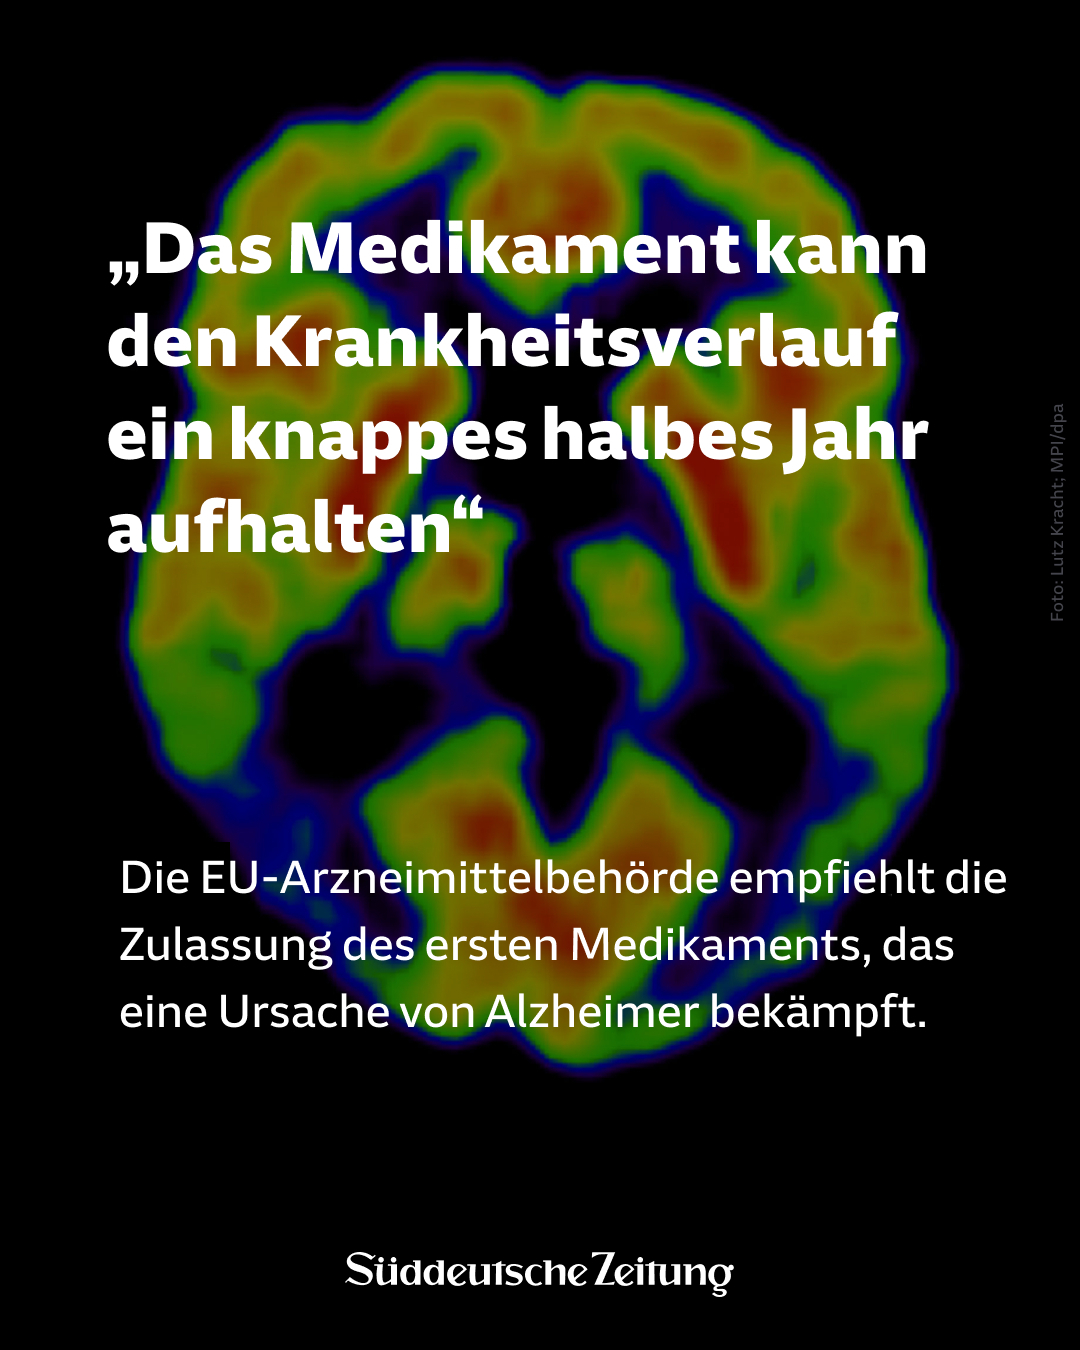 „Das Medikament kann
den Krankheitsverlauf
ein knappes halbes Jahr
aufhalten“
Foto: Lutz Kracht; MPI/dpa
Die EU-Arzneimittelbehörde empfiehlt die
Zulassung des ersten Medikaments, das
eine Ursache von Alzheimer bekämpft.
Süddeutsche Zeitung